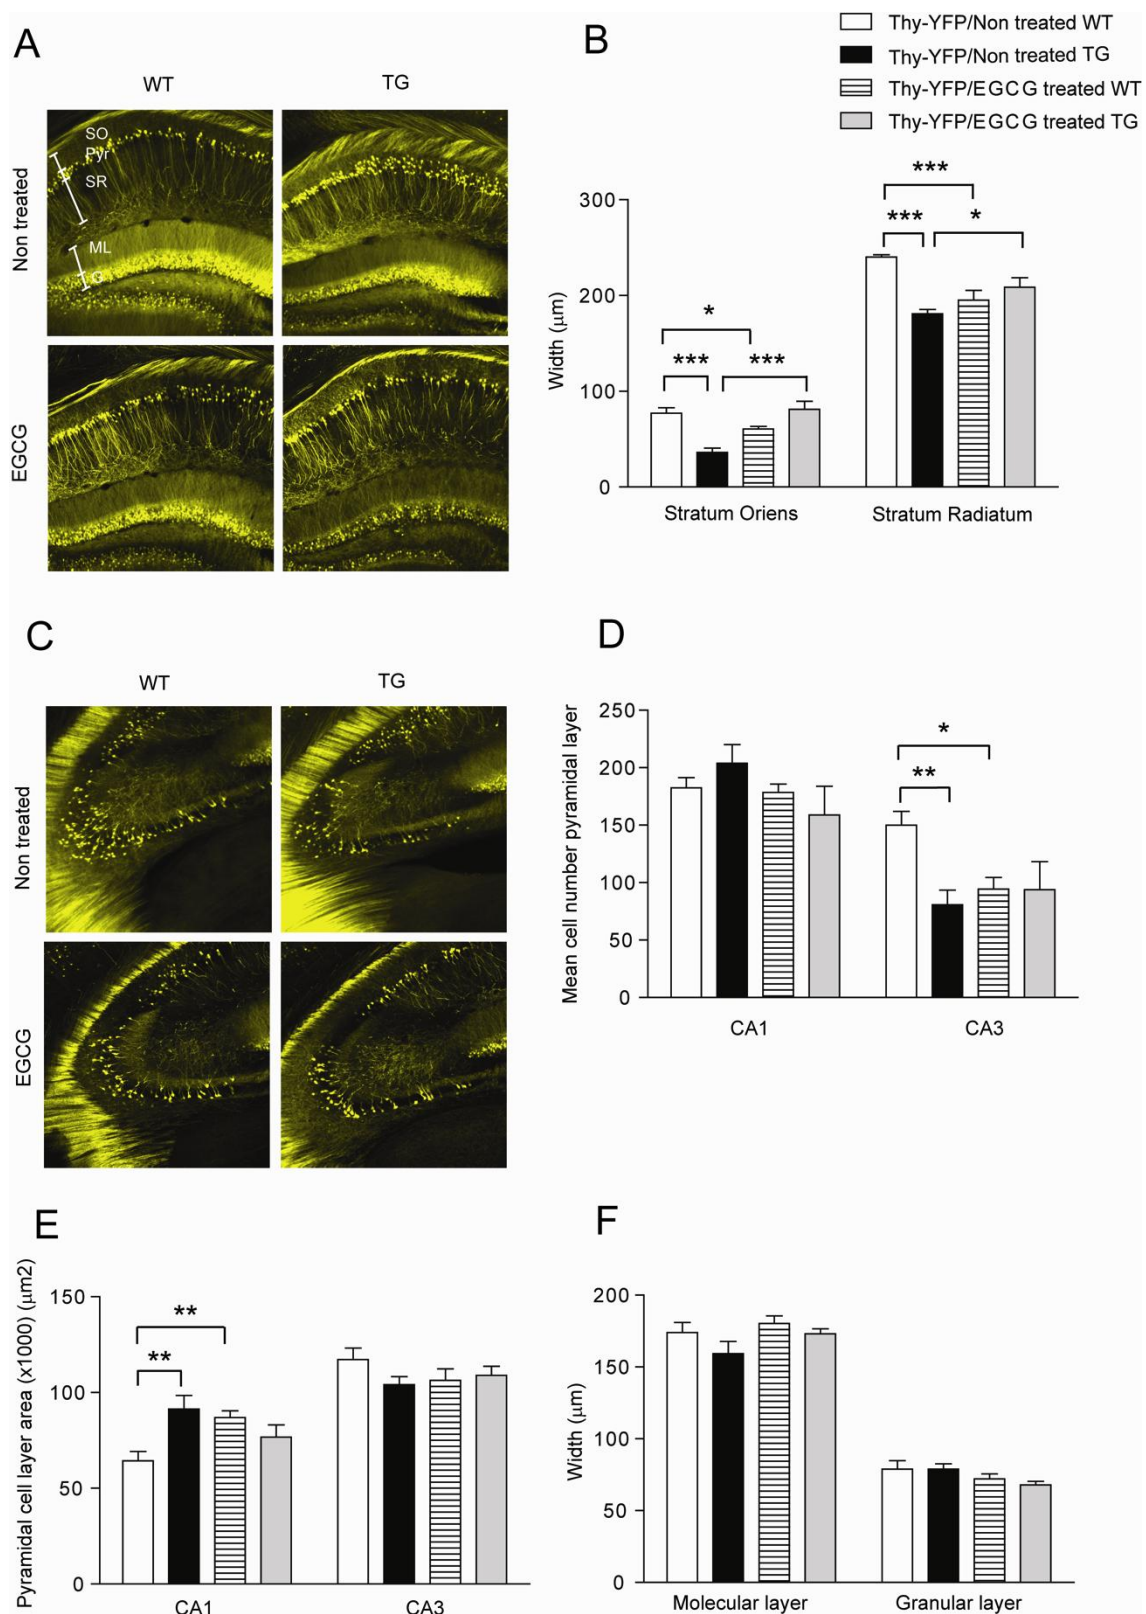 A
WT
TG
Non treated
SO
Pyr
SR
ML
G
EGCG
B
Thy-YFP/Non treated WT
Thy-YFP/Non treated TG
Thy-YFP/EGCG treated WT
Thy-YFP/EGCG treated TG
Width (μm)
300
200
100
0
*
***
***
***
***
*
Stratum Oriens
Stratum Radiatum
C
WT
TG
Non treated
EGCG
D
Mean cell number pyramidal layer
250
200
150
100
50
0
*
**
CA1
CA3
E
Pyramidal cell layer area (x1000) (μm2)
150
100
50
0
**
**
CA1
CA3
F
Width (μm)
200
150
100
50
0
Molecular layer
Granular layer